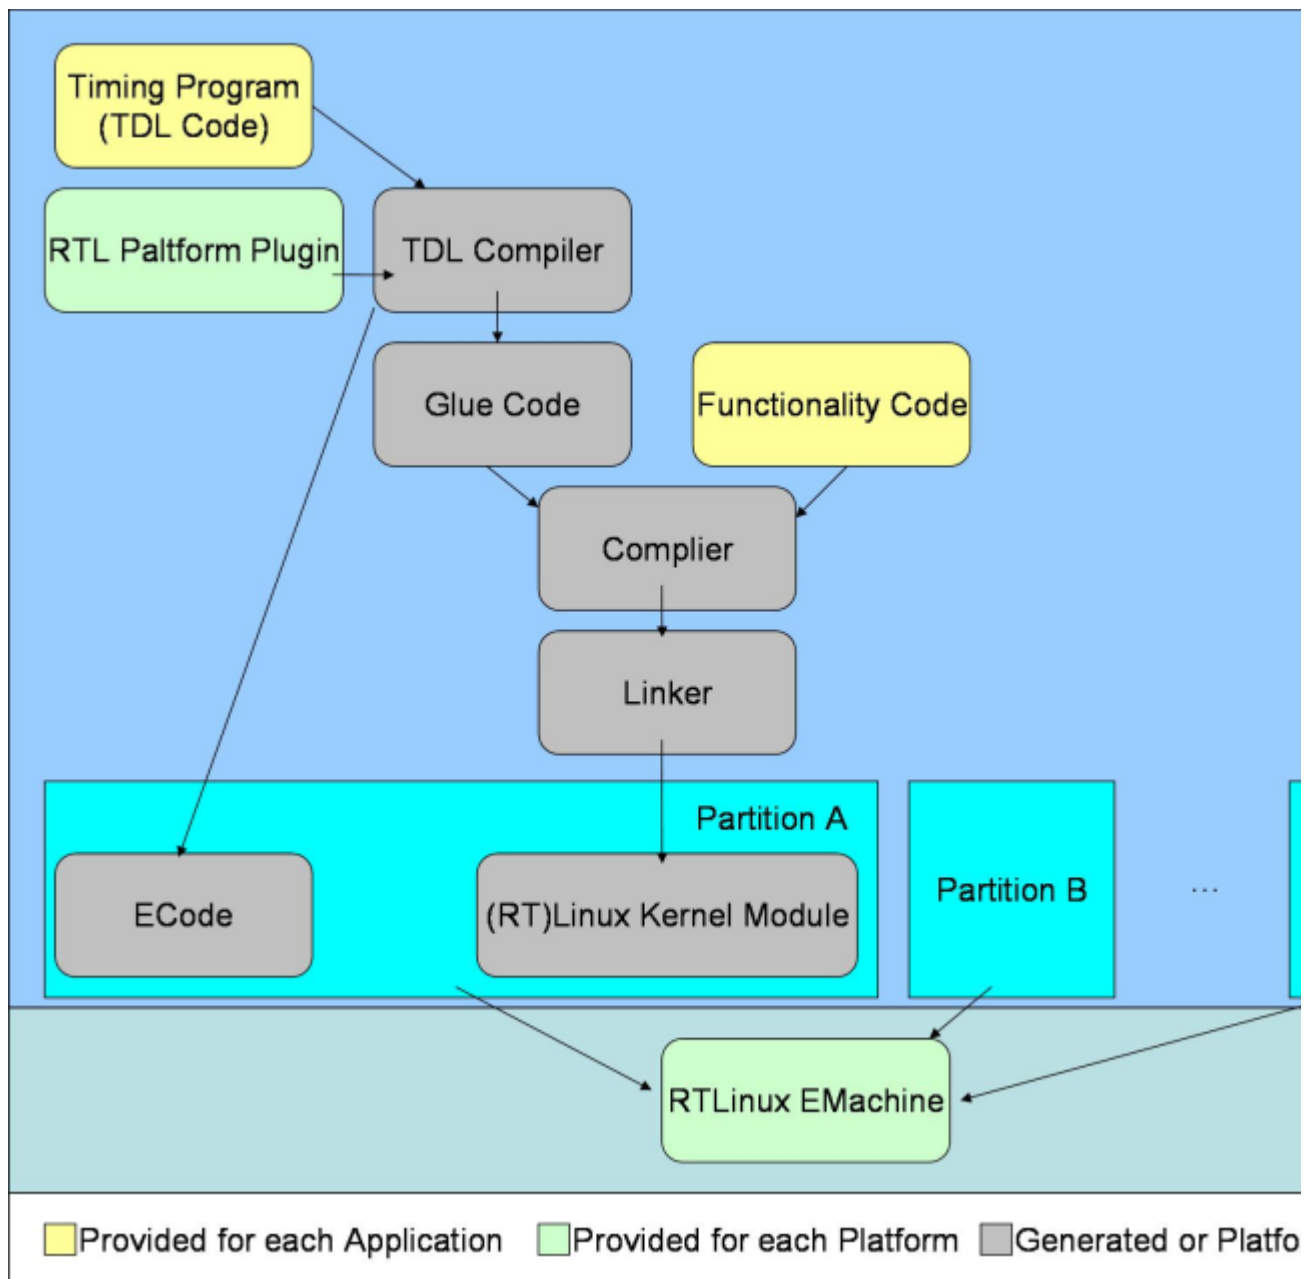 Timing Program
(TDL Code)
RTL Paltform Plugin
TDL Compiler
Glue Code
Functionality Code
Complier
Linker
Partition A
Partition B
...
ECode
(RT)Linux Kernel Module
RTLinux EMachine
Provided for each Application
Provided for each Platform
Generated or Platfo